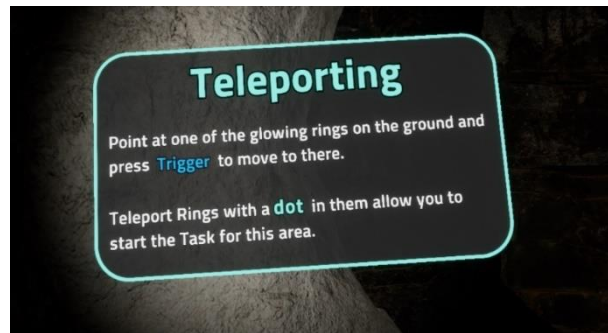 Teleporting
Point at one of the glowing rings on the ground and
press Trigger to move to there.
Teleport Rings with a dot in them allow you to
start the Task for this area.